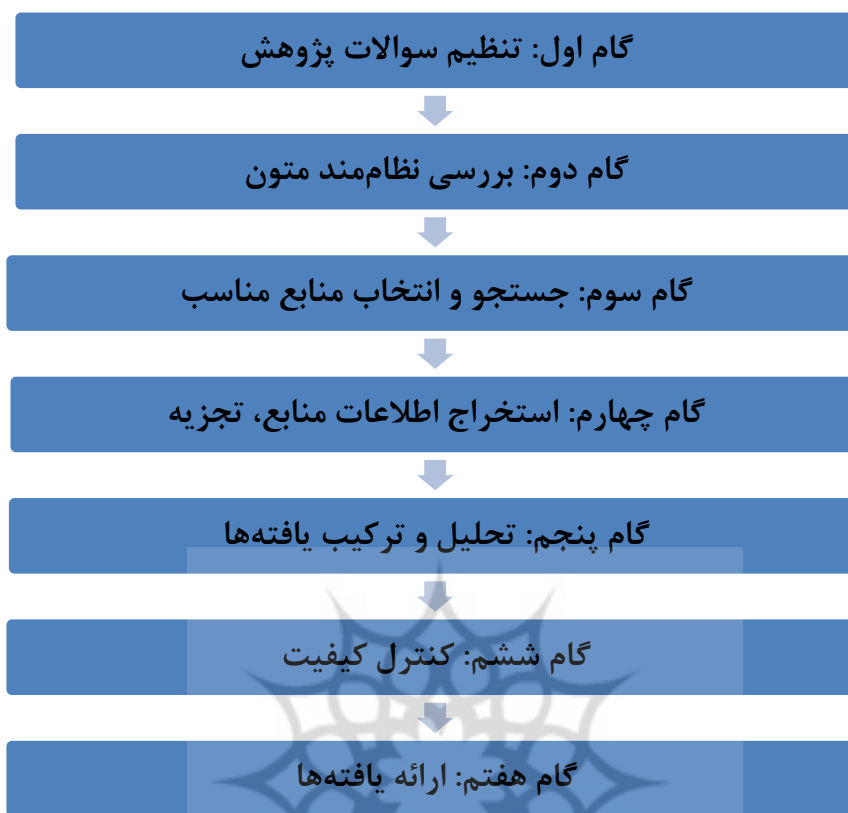 گام اول: تنظیم سوالات پژوهش
گام دوم: بررسی نظام‌مند متون
گام سوم: جستجو و انتخاب منابع مناسب
گام چهارم: استخراج اطلاعات منابع، تجزیه
گام پنجم: تحلیل و ترکیب یافته‌ها
گام ششم: کنترل کیفیت
گام هفتم: ارائه یافته‌ها